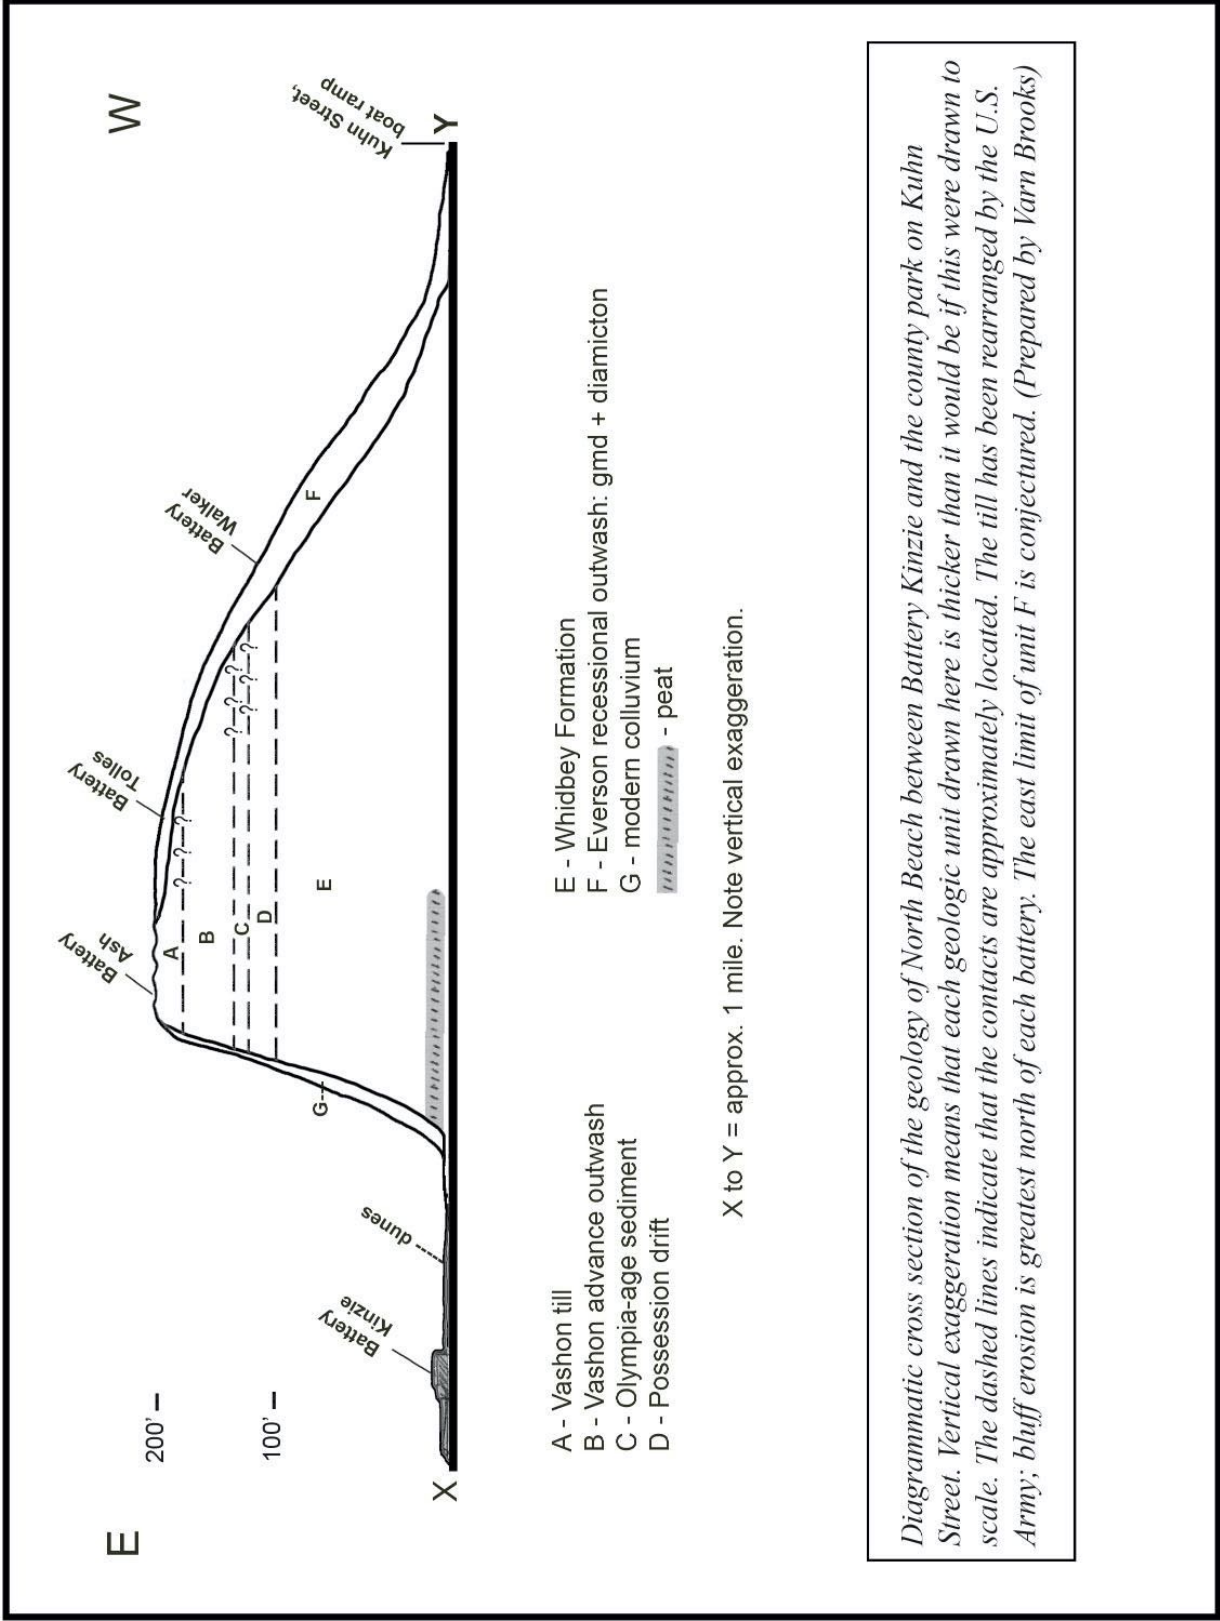 E
W
200'
100'
X
Y
Battery
Kinzie
dunes
G
Battery
Ash
Battery
Tolles
Battery
Walker
Kuhn Street,
boat ramp
A
? ? ?
B
? ? ?
C
? ? ?
D
E
F
A - Vashon till
B - Vashon advance outwash
C - Olympia-age sediment
D - Possession drift
E - Whidbey Formation
F - Everson recessional outwash: gmd + diamicton
G - modern colluvium
- peat
X to Y = approx. 1 mile. Note vertical exaggeration.
Diagrammatic cross section of the geology of North Beach between Battery Kinzie and the county park on Kuhn
Street. Vertical exaggeration means that each geologic unit drawn here is thicker than it would be if this were drawn to
scale. The dashed lines indicate that the contacts are approximately located. The till has been rearranged by the U.S.
Army; bluff erosion is greatest north of each battery. The east limit of unit F is conjectured. (Prepared by Varn Brooks)